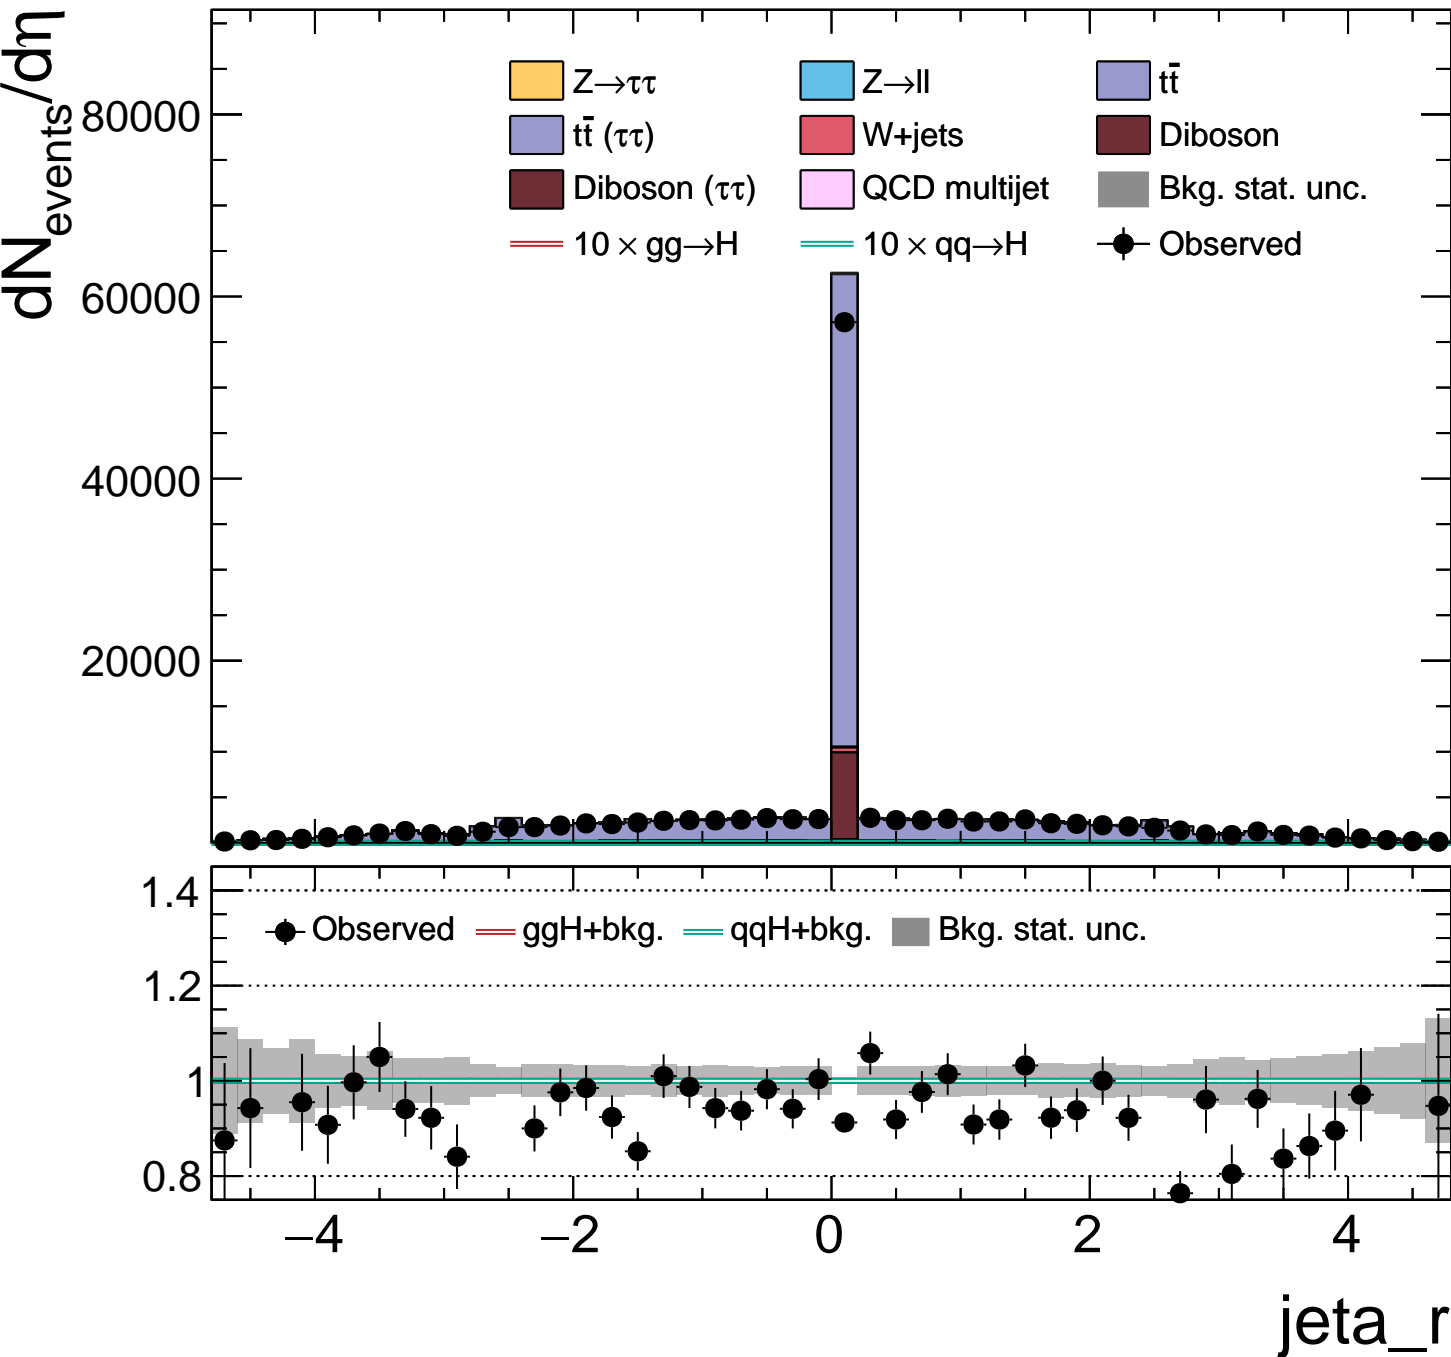 dN_events/dη
80000
60000
40000
20000
Z→ττ Z→ll tt̄
tt̄ (ττ) W+jets Diboson
Diboson (ττ) QCD multijet Bkg. stat. unc.
10 × gg→H 10 × qq→H Observed
1.4
1.2
1
0.8
Observed ggH+bkg. qqH+bkg. Bkg. stat. unc.
−4 −2 0 2 4
jeta_r